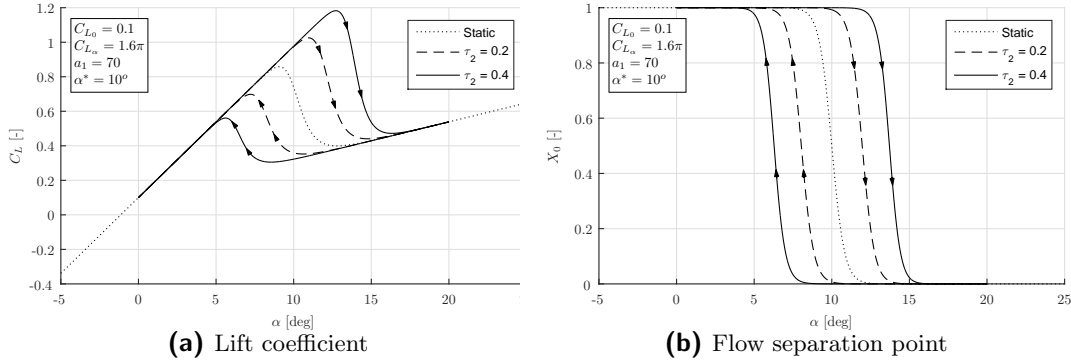 1.2
1
0.8
0.6
0.4
0.2
0
-0.2
-0.4
C_L [-]
C_{L_0} = 0.1
C_{L_α} = 1.6π
a_1 = 70
α* = 10^o
Static
τ_2 = 0.2
τ_2 = 0.4
-5 0 5 10 15 20
α [deg]
(a) Lift coefficient
1
0.8
0.6
0.4
0.2
0
X_0 [-]
C_{L_0} = 0.1
C_{L_α} = 1.6π
a_1 = 70
α* = 10^o
Static
τ_2 = 0.2
τ_2 = 0.4
-5 0 5 10 15 20 25
α [deg]
(b) Flow separation point